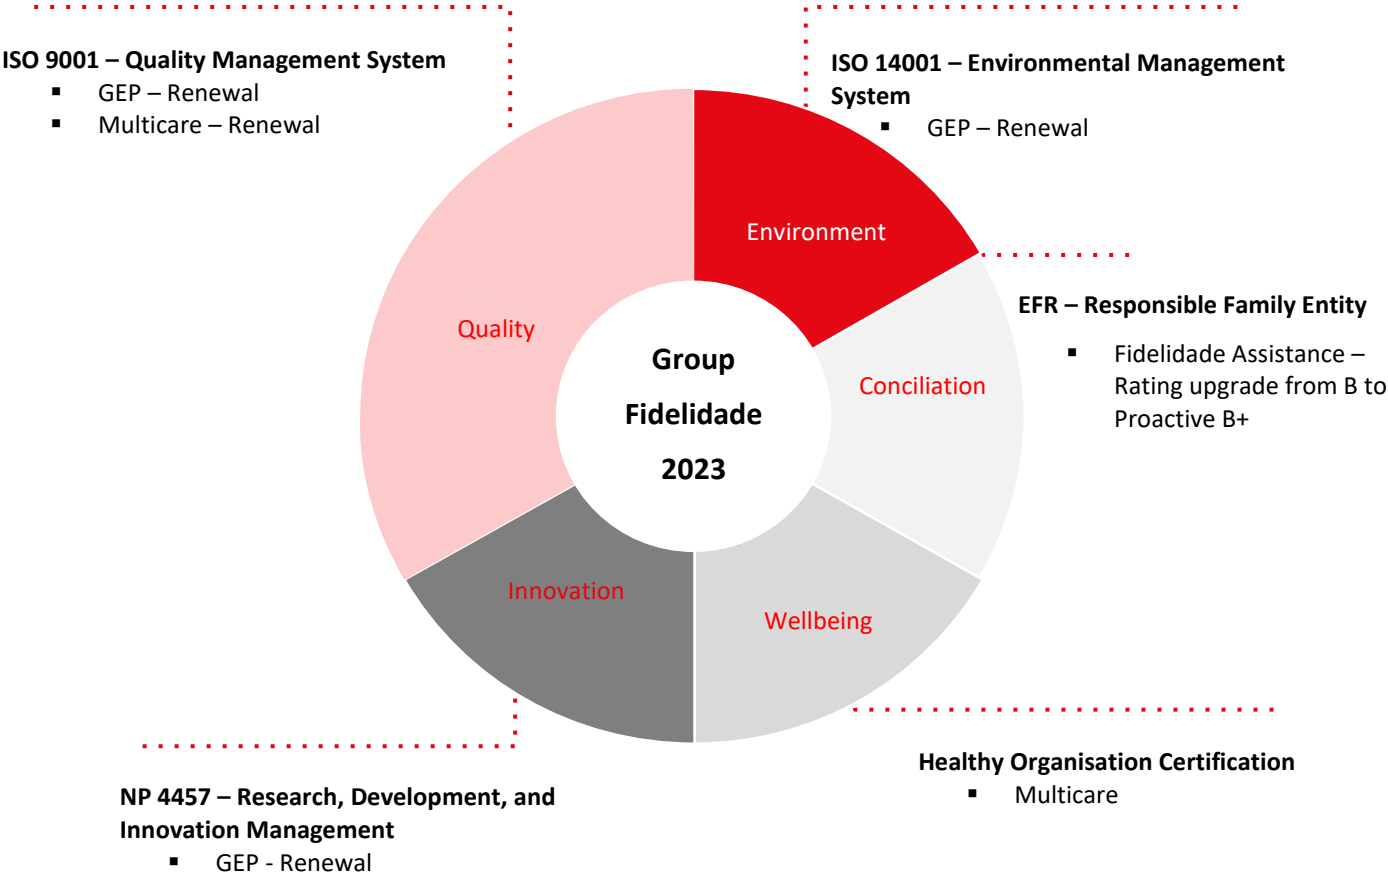 ISO 9001 – Quality Management System
▪ GEP – Renewal
▪ Multicare – Renewal
ISO 14001 – Environmental Management
System
▪ GEP – Renewal
Environment
EFR – Responsible Family Entity
▪ Fidelidade Assistance –
Rating upgrade from B to
Proactive B+
Quality
Group
Fidelidade
2023
Conciliation
Innovation
Wellbeing
Healthy Organisation Certification
▪ Multicare
NP 4457 – Research, Development, and
Innovation Management
▪ GEP - Renewal